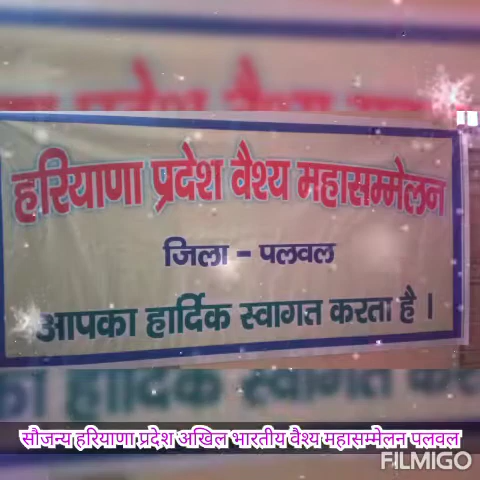 हरियाणा प्रदेश वैश्य महासम्मेलन
जिला - पलवल
आपका हार्दिक स्वागत करता है ।
सौजन्य हरियाणा प्रदेश अखिल भारतीय वैश्य महासम्मेलन पलवल
FILMIGO